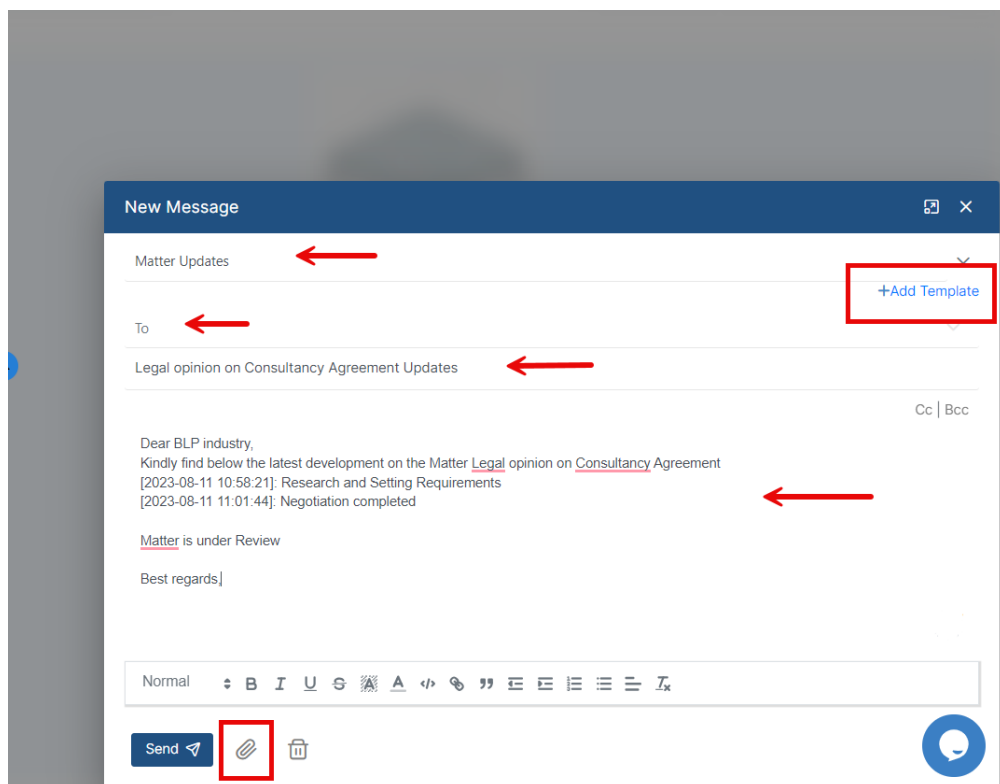 New Message
Matter Updates
+Add Template
To
Legal opinion on Consultancy Agreement Updates
Cc | Bcc
Dear BLP industry,
Kindly find below the latest development on the Matter Legal opinion on Consultancy Agreement
[2023-08-11 10:58:21]: Research and Setting Requirements
[2023-08-11 11:01:44]: Negotiation completed
Matter is under Review
Best regards,
Normal
Send